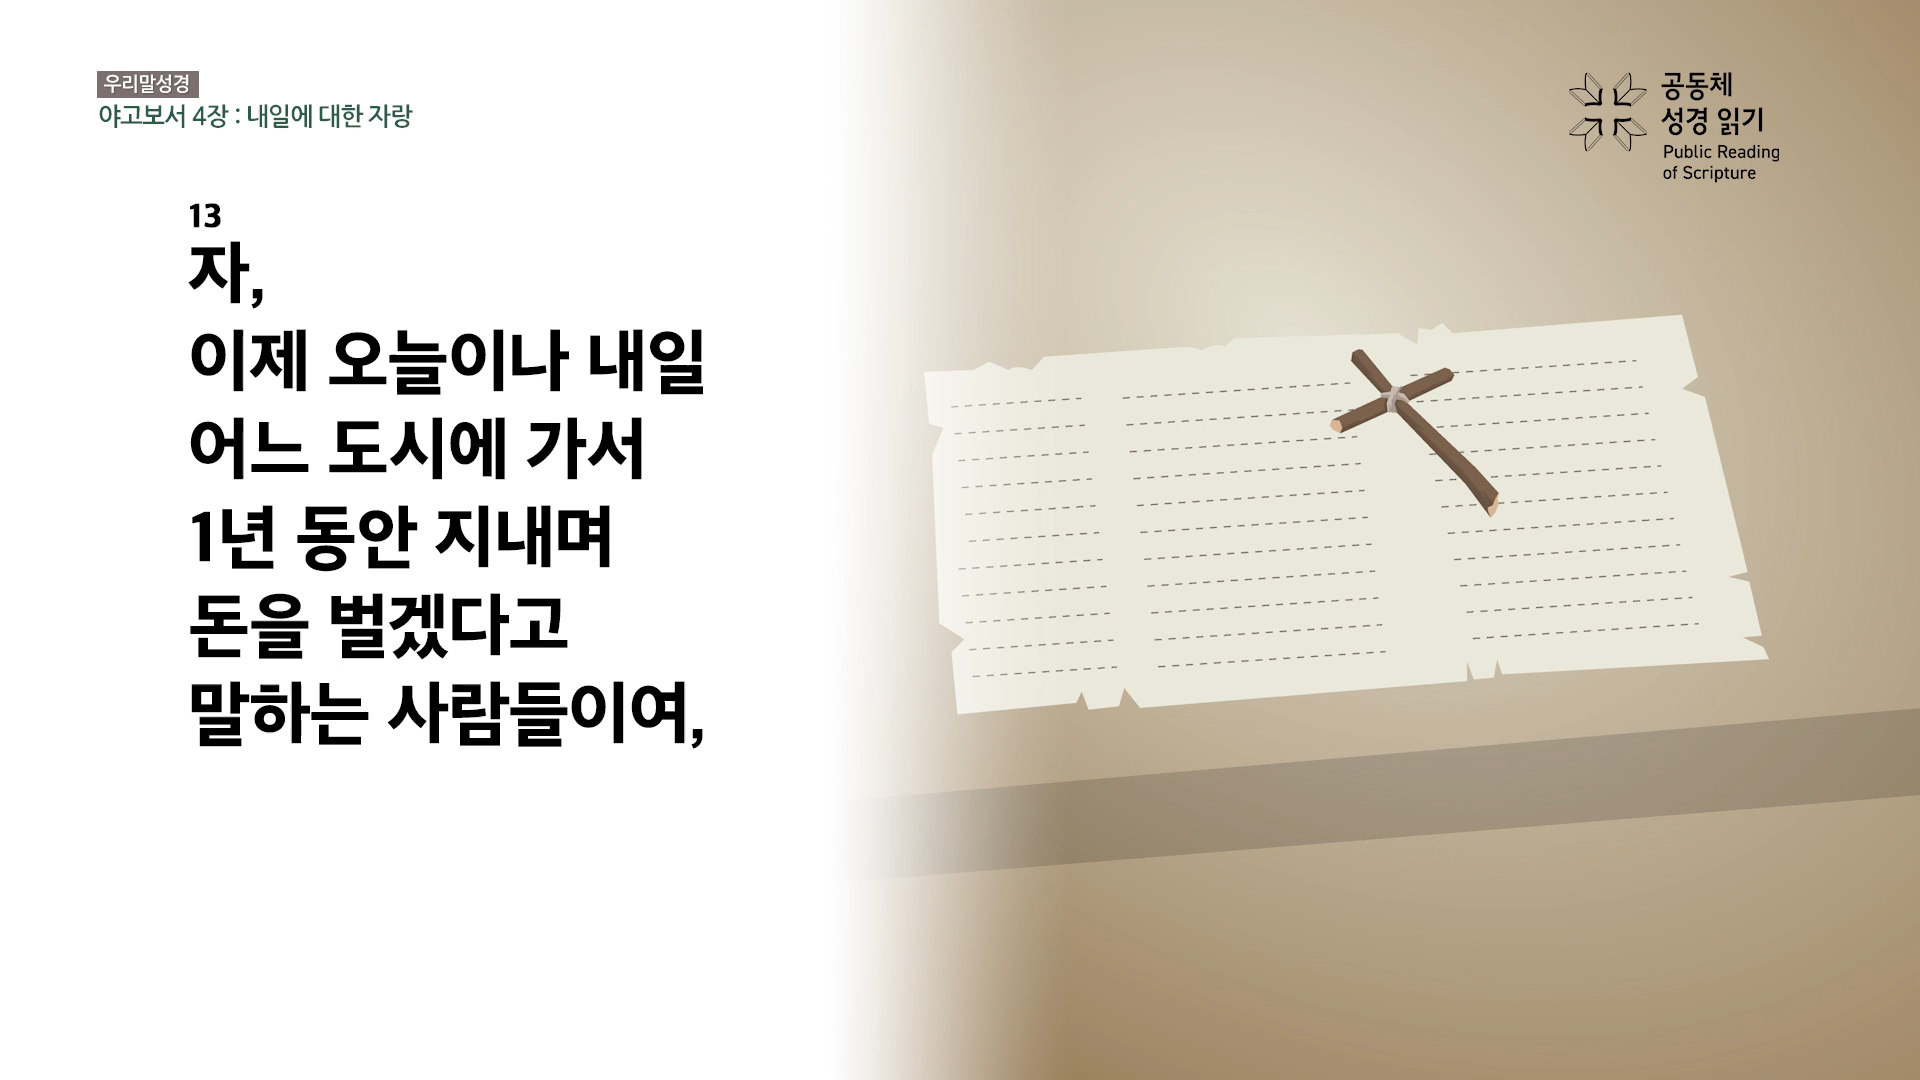 우리말성경
야고보서 4장 : 내일에 대한 자랑
13
자,
이제 오늘이나 내일
어느 도시에 가서
1년 동안 지내며
돈을 벌겠다고
말하는 사람들이여,
공동체
성경 읽기
Public Reading
of Scripture